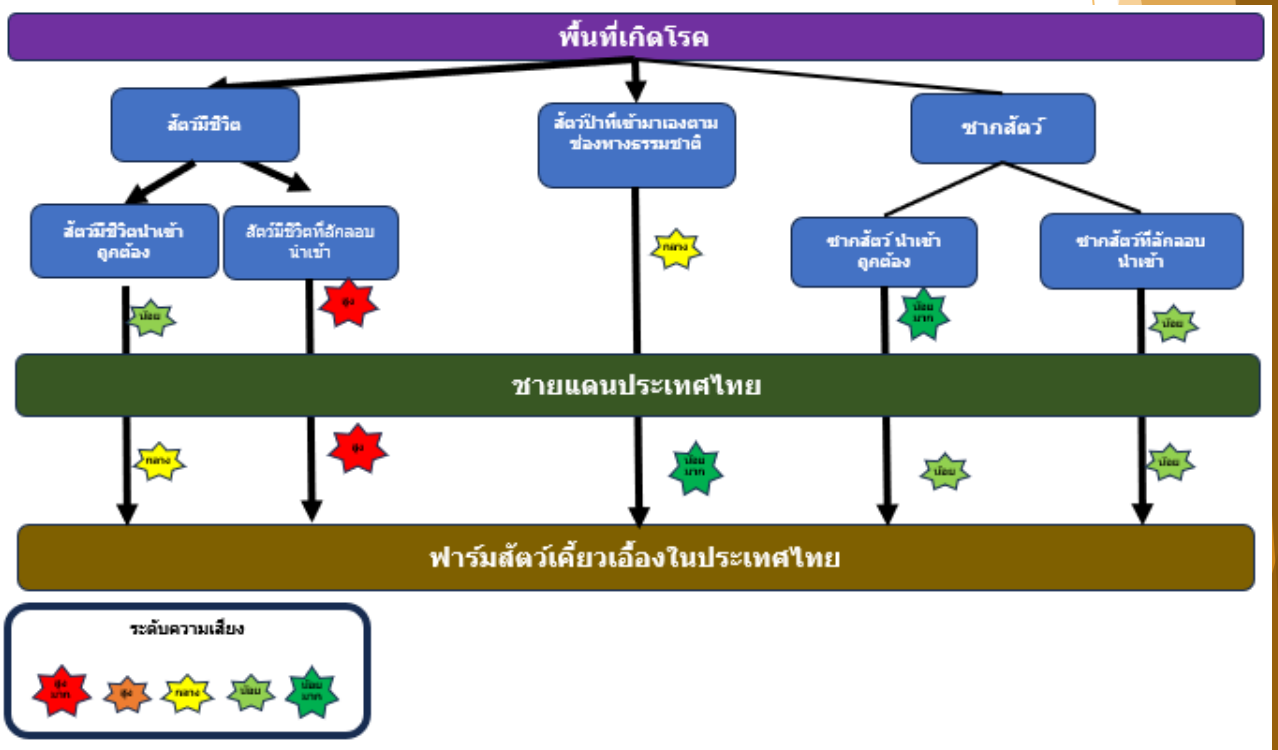 พื้นที่เกิดโรค
สัตว์มีชีวิต
สัตว์ป่าที่เข้ามาเองตาม
ช่องทางธรรมชาติ
ซากสัตว์
สัตว์มีชีวิตนำเข้า
ถูกต้อง
สัตว์มีชีวิตที่ลักลอบ
นำเข้า
กลาง
ซากสัตว์ นำเข้า
ถูกต้อง
ซากสัตว์ที่ลักลอบ
นำเข้า
น้อย
สูง
น้อย
มาก
น้อย
ชายแดนประเทศไทย
กลาง
สูง
น้อย
มาก
น้อย
น้อย
ฟาร์มสัตว์เคี้ยวเอื้องในประเทศไทย
ระดับความเสี่ยง
สูง
มาก
สูง
กลาง
น้อย
น้อย
มาก